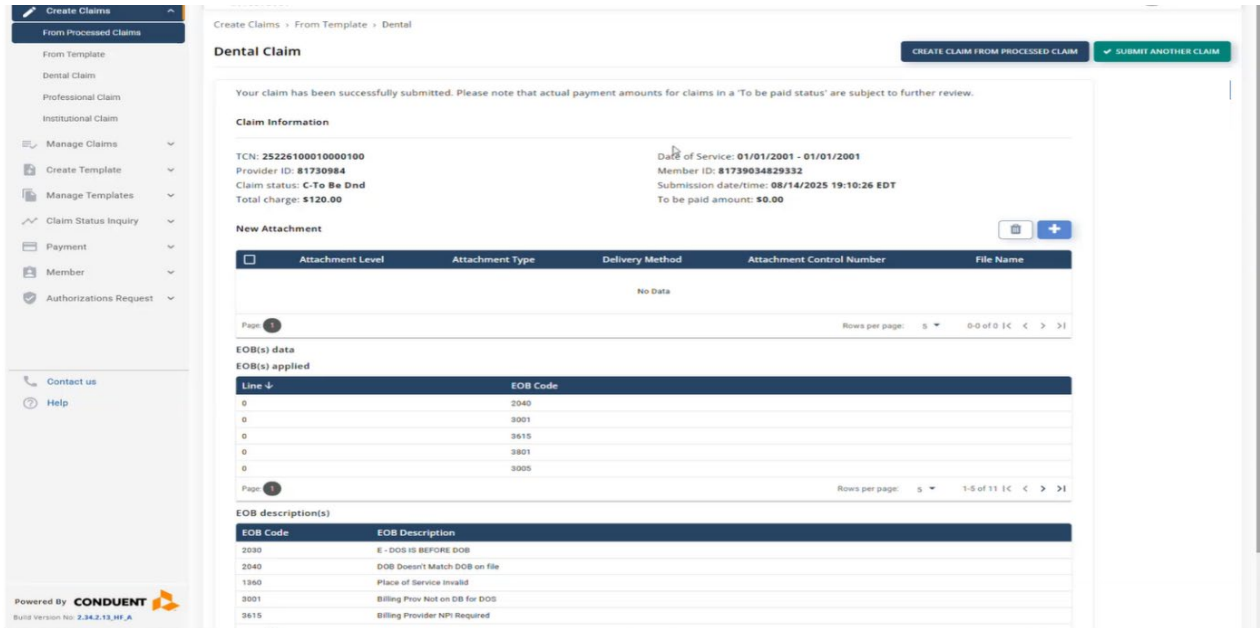 Create Claims
From Processed Claims
From Template
Dental Claim
Professional Claim
Institutional Claim
Manage Claims
Create Template
Manage Templates
Claim Status Inquiry
Payment
Member
Authorizations Request
Contact us
Help
Powered By CONDUENT
Build Version No: 2.34.2.13_HF_A
Create Claims › From Template › Dental
Dental Claim
CREATE CLAIM FROM PROCESSED CLAIM
SUBMIT ANOTHER CLAIM
Your claim has been successfully submitted. Please note that actual payment amounts for claims in a 'To be paid status' are subject to further review.
Claim Information
TCN: 25226100010000100 Date of Service: 01/01/2001 - 01/01/2001
Provider ID: 81730984 Member ID: 81739034829332
Claim status: C-To Be Dnd Submission date/time: 08/14/2025 19:10:26 EDT
Total charge: $120.00 To be paid amount: $0.00
New Attachment
Attachment Level Attachment Type Delivery Method Attachment Control Number File Name
No Data
Page: 1 Rows per page: 5 0-0 of 0
EOB(s) data
EOB(s) applied
Line EOB Code
0 2040
0 3001
0 3615
0 3801
0 3005
Page: 1 Rows per page: 5 1-5 of 11
EOB description(s)
EOB Code EOB Description
2030 E - DOS IS BEFORE DOB
2040 DOB Doesn't Match DOB on file
1360 Place of Service Invalid
3001 Billing Prov Not on DB for DOS
3615 Billing Provider NPI Required